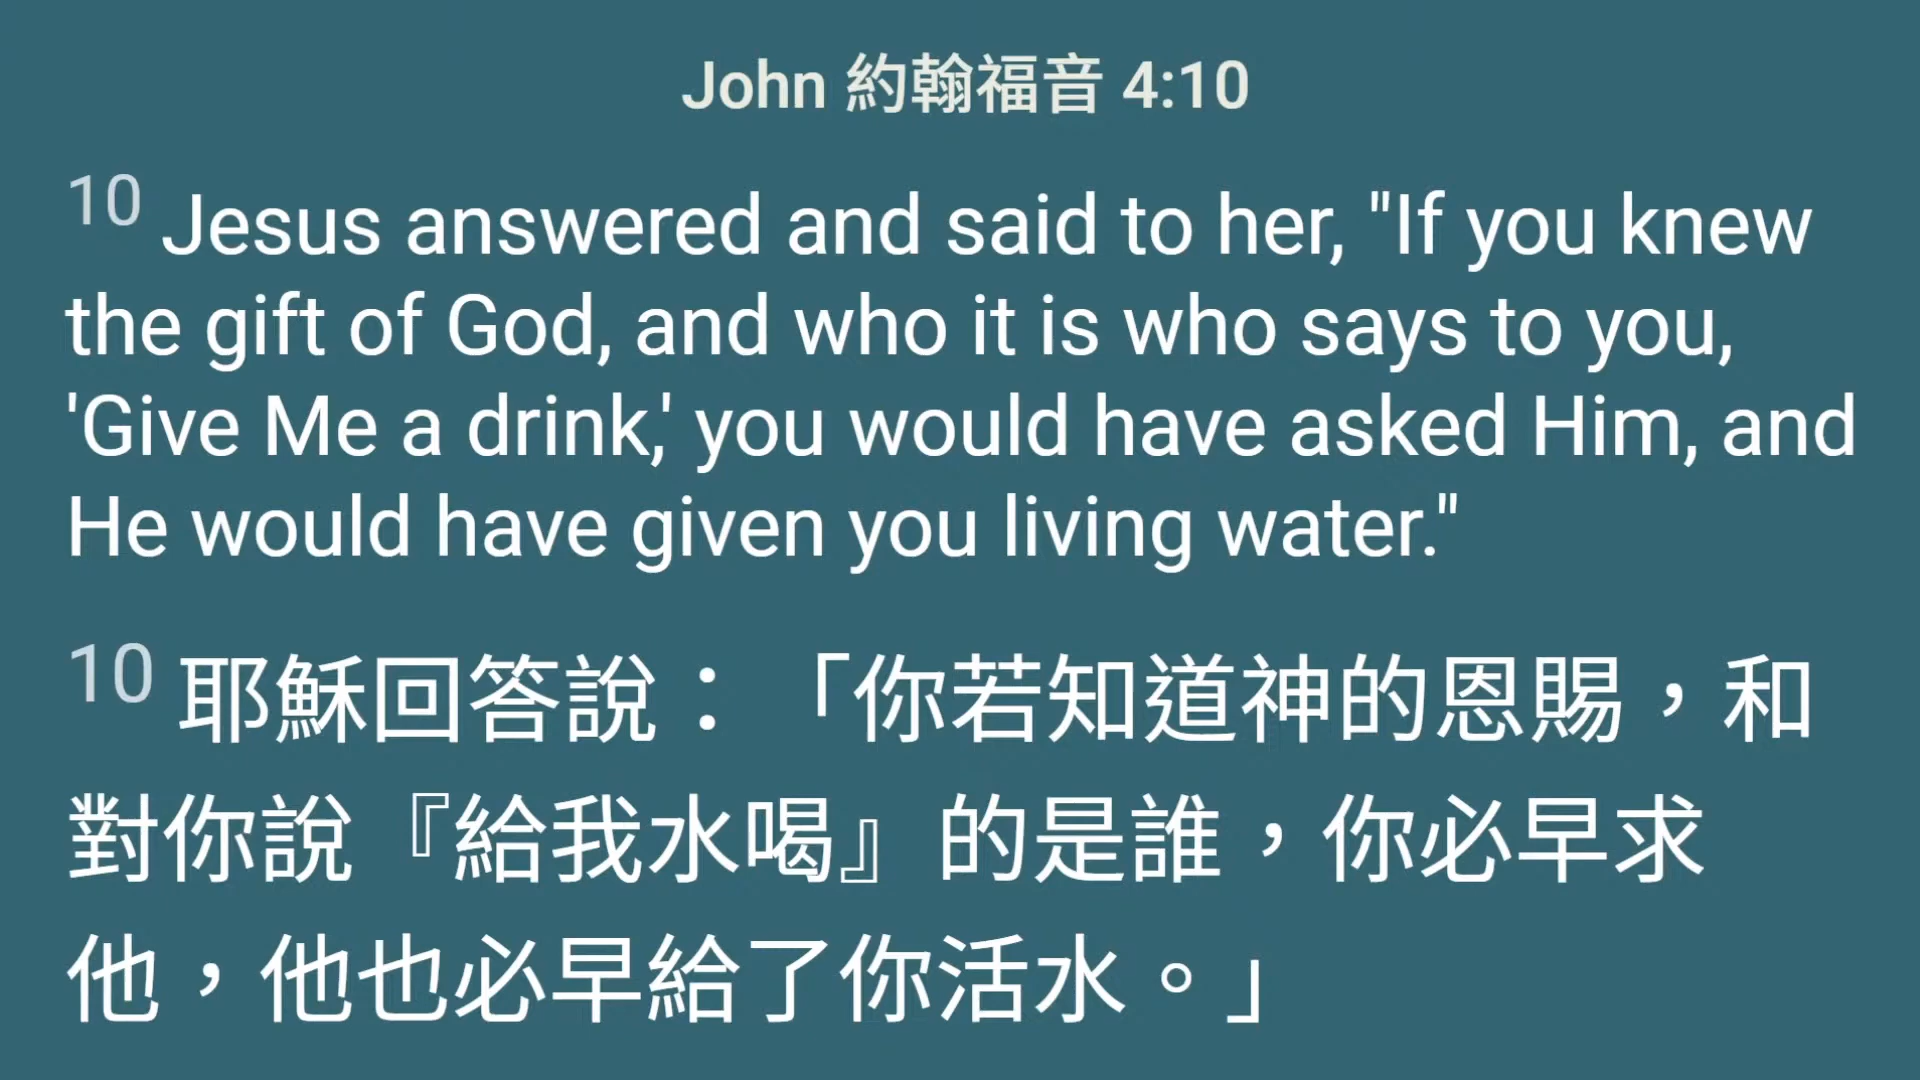 John 約翰福音 4:10
10 Jesus answered and said to her, "If you knew
the gift of God, and who it is who says to you,
'Give Me a drink,' you would have asked Him, and
He would have given you living water."
10 耶穌回答說：「你若知道神的恩賜，和
對你說『給我水喝』的是誰，你必早求
他，他也必早給了你活水。」